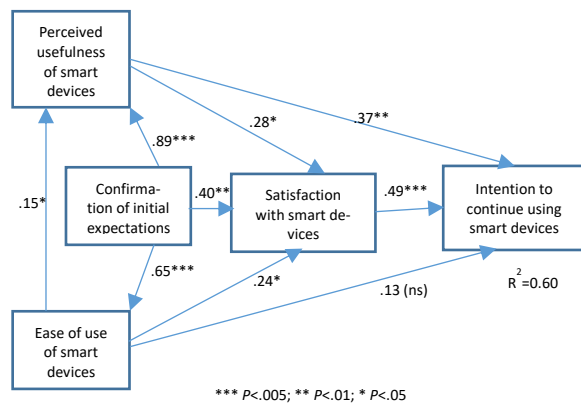 Perceived
usefulness
of smart
devices
.37**
.28*
.89***
.15*
Confirma-
tion of initial
expectations
.40**
Satisfaction
with smart de-
vices
.49***
Intention to
continue using
smart devices
.65***
.24*
.13 (ns)
R²=0.60
Ease of use
of smart
devices
*** P<.005; ** P<.01; * P<.05